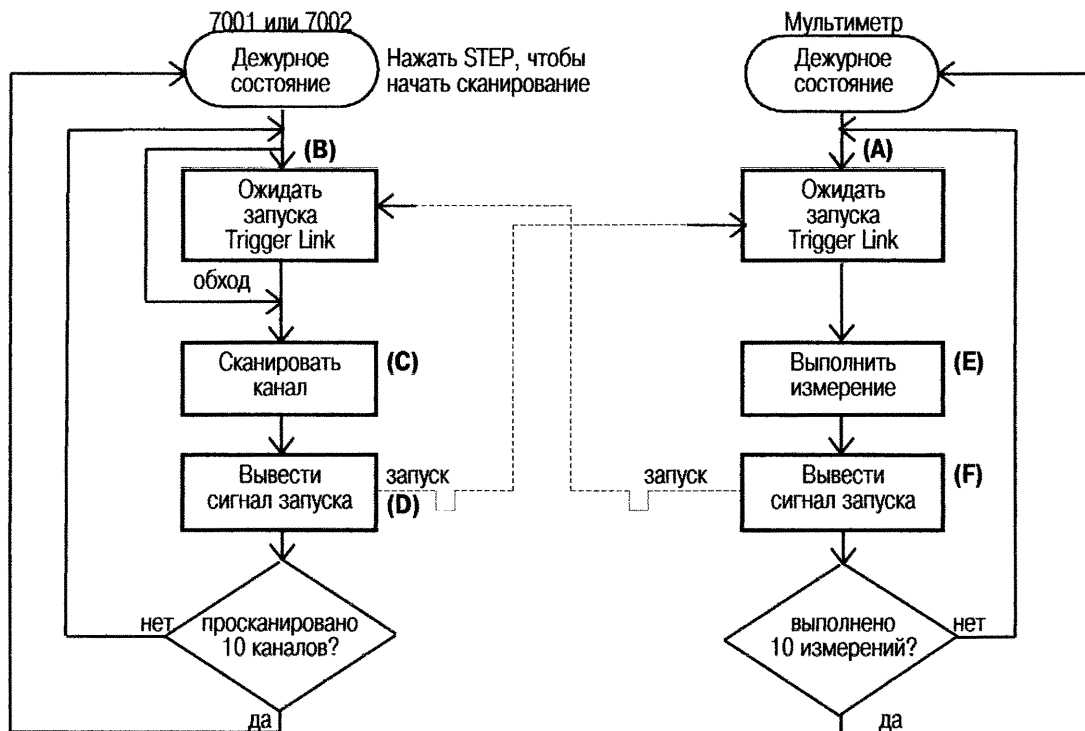 7001 или 7002
Дежурное
состояние
Нажать STEP, чтобы
начать сканирование
(B)
Ожидать
запуска
Trigger Link
обход
Сканировать
канал
(C)
Вывести
сигнал запуска
запуск
(D)
нет
просканировано
10 каналов?
да
Мультиметр
Дежурное
состояние
(A)
Ожидать
запуска
Trigger Link
Выполнить
измерение
(E)
запуск
Вывести
сигнал запуска
(F)
выполнено
10 измерений?
нет
да